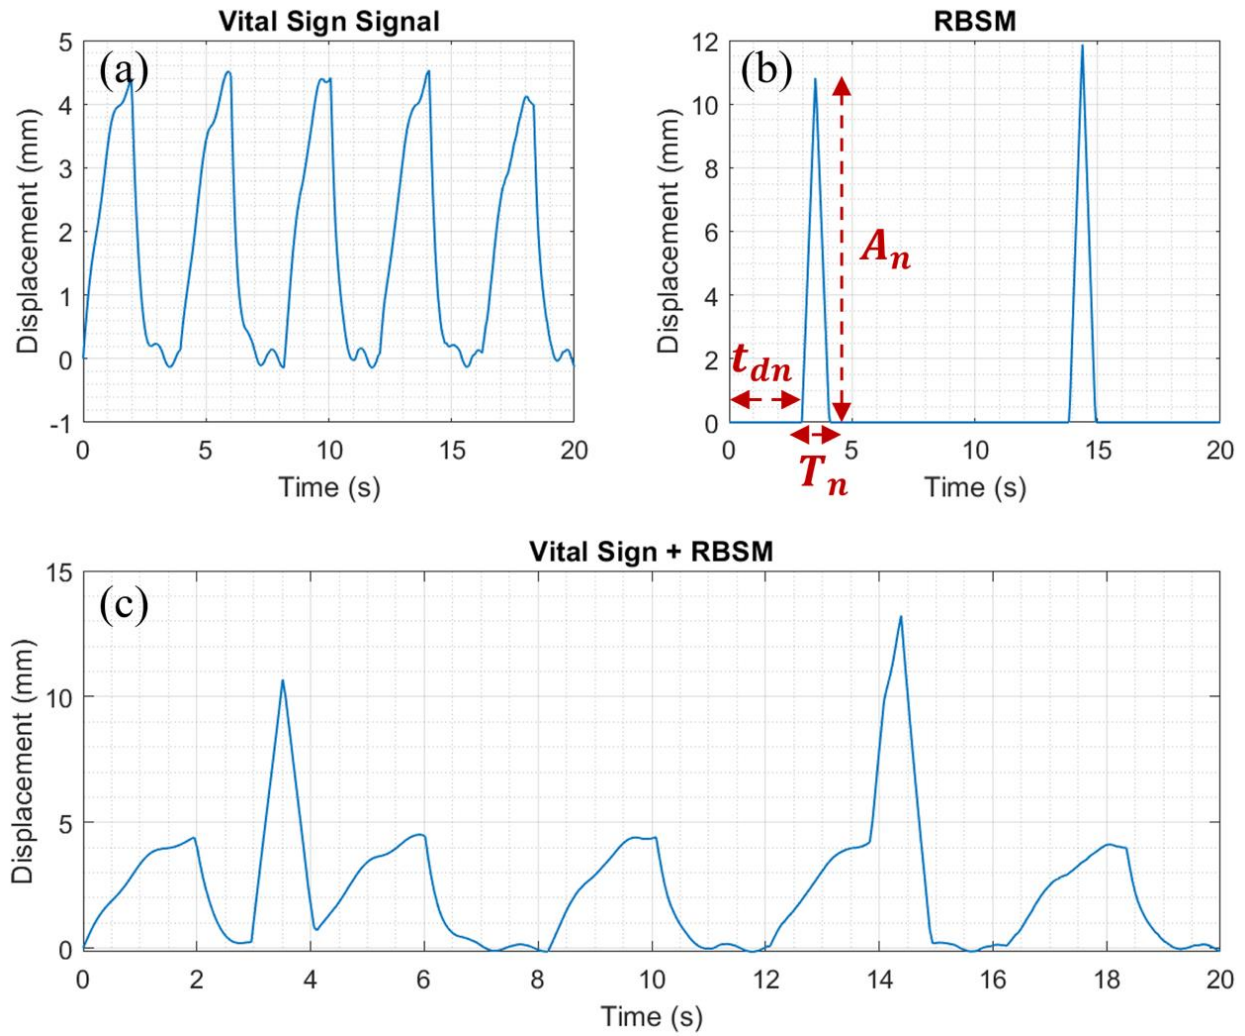 Vital Sign Signal
(a)
5
4
3
2
1
0
-1
Displacement (mm)
0 5 10 15 20
Time (s)
RBSM
(b)
12
10
8
6
4
2
0
Displacement (mm)
A_n
t_{dn}
T_n
0 5 10 15 20
Time (s)
Vital Sign + RBSM
(c)
15
10
5
0
Displacement (mm)
0 2 4 6 8 10 12 14 16 18 20
Time (s)